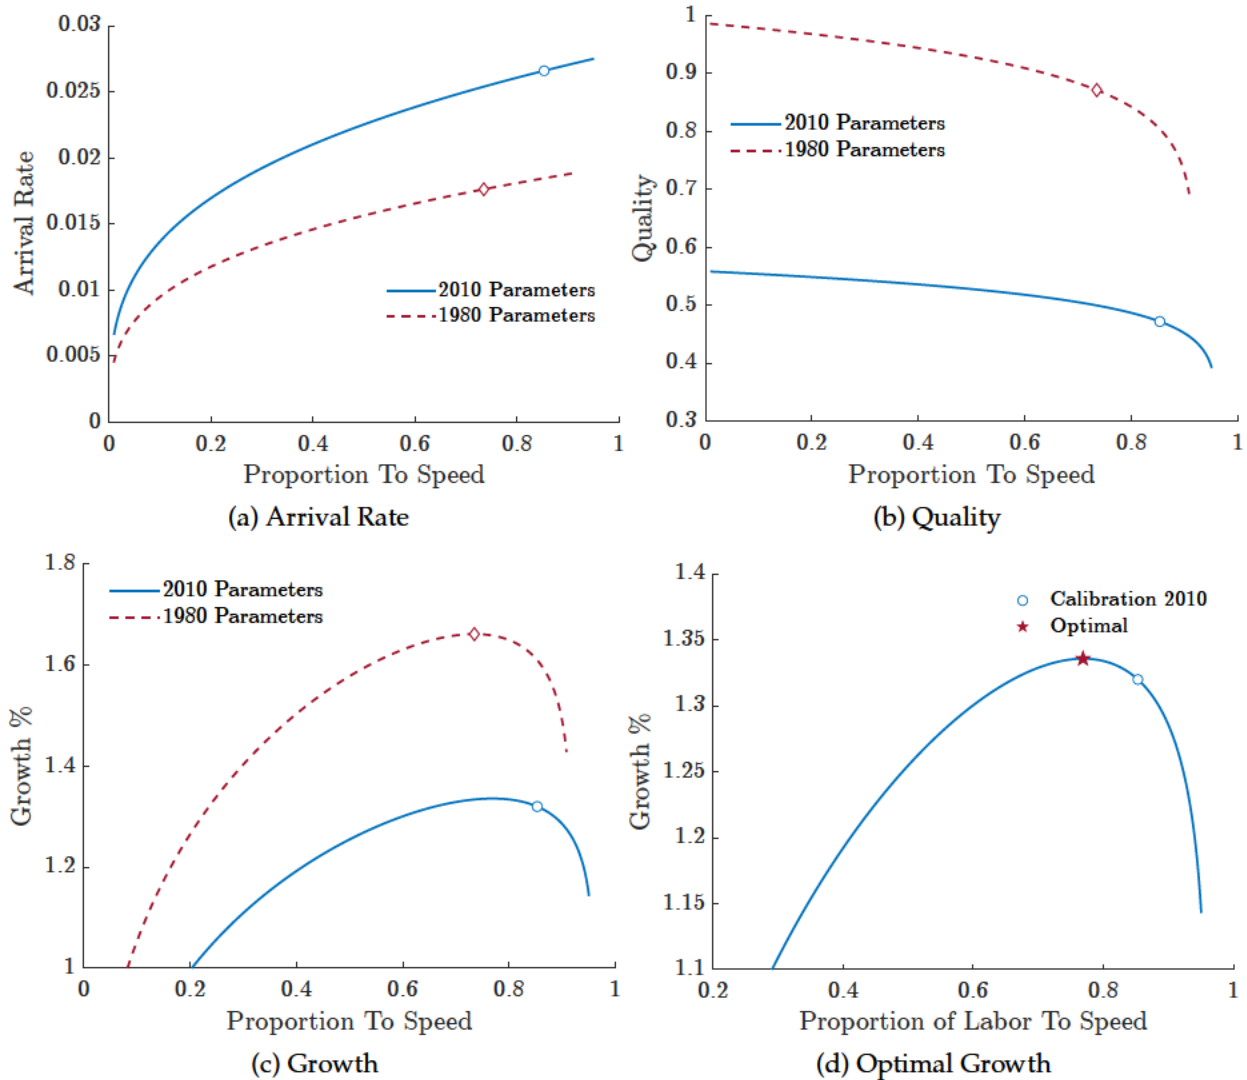 0.03
0.025
0.02
0.015
0.01
0.005
0
Arrival Rate
2010 Parameters
1980 Parameters
0 0.2 0.4 0.6 0.8 1
Proportion To Speed
(a) Arrival Rate
1
0.9
0.8
0.7
0.6
0.5
0.4
0.3
Quality
2010 Parameters
1980 Parameters
0 0.2 0.4 0.6 0.8 1
Proportion To Speed
(b) Quality
1.8
1.6
1.4
1.2
1
Growth %
2010 Parameters
1980 Parameters
0 0.2 0.4 0.6 0.8 1
Proportion To Speed
(c) Growth
1.4
1.35
1.3
1.25
1.2
1.15
1.1
Growth %
Calibration 2010
Optimal
0.2 0.4 0.6 0.8 1
Proportion of Labor To Speed
(d) Optimal Growth